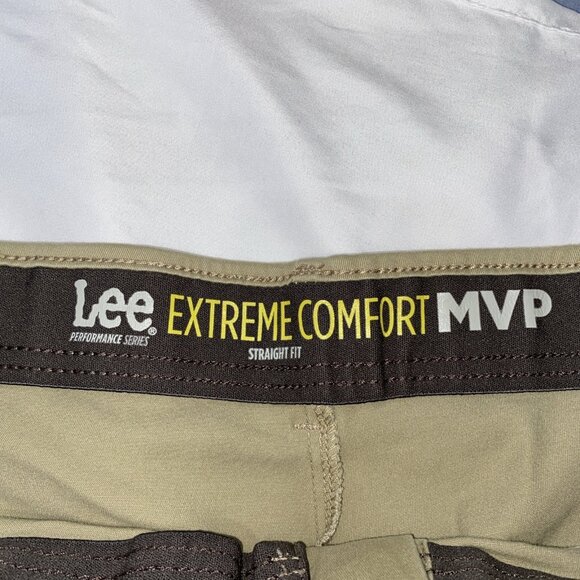 Lee® EXTREME COMFORT MVP
PERFORMANCE SERIES
STRAIGHT FIT